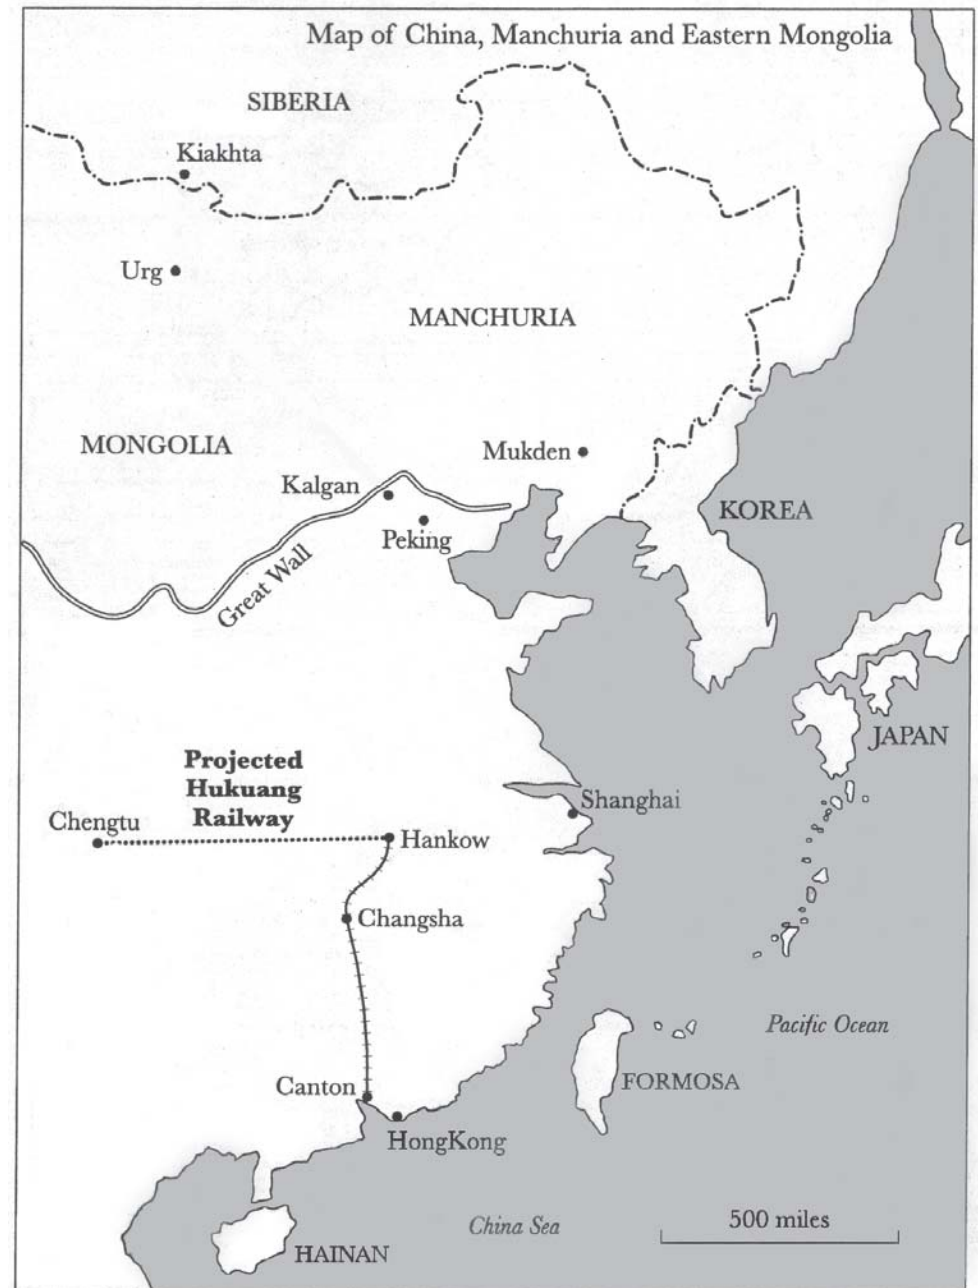 Map of China, Manchuria and Eastern Mongolia
SIBERIA
Kiakhta
Urg
MANCHURIA
MONGOLIA
Mukden
Kalgan
KOREA
Peking
Great Wall
JAPAN
Projected
Hukuang
Railway
Shanghai
Chengtu
Hankow
Changsha
Pacific Ocean
Canton
FORMOSA
HongKong
China Sea
500 miles
HAINAN